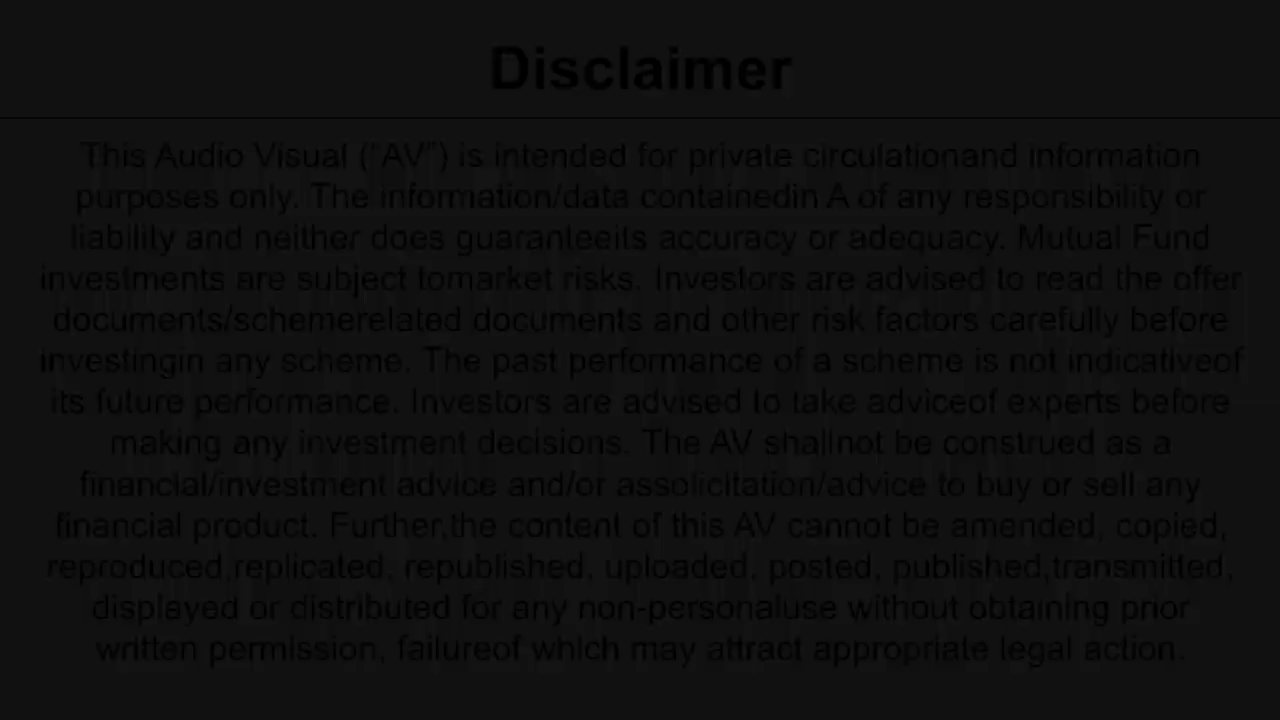 Disclaimer
This Audio Visual ("AV") is intended for private circulationand information
purposes only. The information/data containedin A of any responsibility or
liability and neither does guaranteeits accuracy or adequacy. Mutual Fund
investments are subject tomarket risks. Investors are advised to read the offer
documents/schemerelated documents and other risk factors carefully before
investingin any scheme. The past performance of a scheme is not indicativeof
its future performance. Investors are advised to take adviceof experts before
making any investment decisions. The AV shallnot be construed as a
financial/investment advice and/or assolicitation/advice to buy or sell any
financial product. Further,the content of this AV cannot be amended, copied,
reproduced,replicated, republished, uploaded, posted, published,transmitted,
displayed or distributed for any non-personaluse without obtaining prior
written permission, failureof which may attract appropriate legal action.